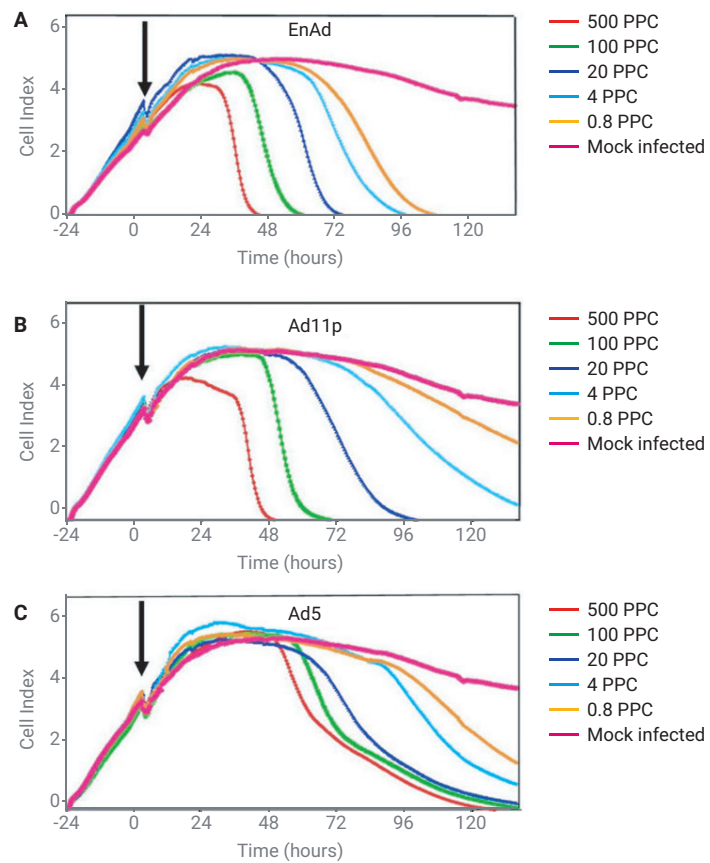 A
EnAd
6
4
2
0
Cell Index
-24 0 24 48 72 96 120
Time (hours)
500 PPC
100 PPC
20 PPC
4 PPC
0.8 PPC
Mock infected
B
Ad11p
6
4
2
0
Cell Index
-24 0 24 48 72 96 120
Time (hours)
500 PPC
100 PPC
20 PPC
4 PPC
0.8 PPC
Mock infected
C
Ad5
6
4
2
0
Cell Index
-24 0 24 48 72 96 120
Time (hours)
500 PPC
100 PPC
20 PPC
4 PPC
0.8 PPC
Mock infected